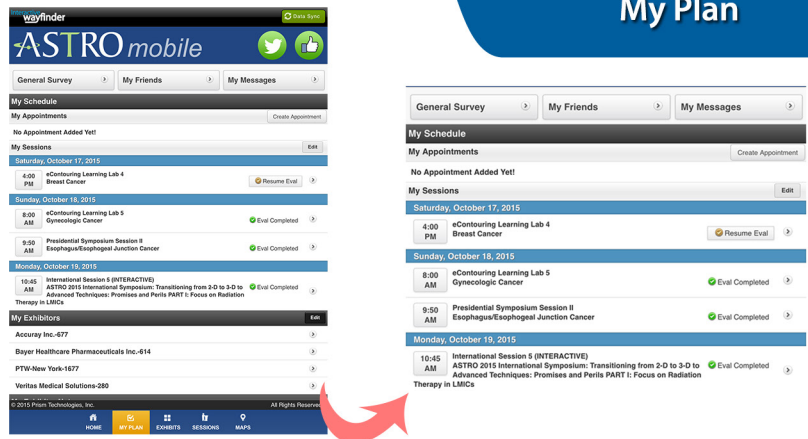 wayfinder
Data Sync
ASTRO mobile
General Survey
My Friends
My Messages
My Schedule
My Appointments
Create Appointment
No Appointment Added Yet!
My Sessions
Edit
Saturday, October 17, 2015
4:00 PM
eContouring Learning Lab 4
Breast Cancer
Resume Eval
Sunday, October 18, 2015
8:00 AM
eContouring Learning Lab 5
Gynecologic Cancer
Eval Completed
9:50 AM
Presidential Symposium Session II
Esophagus/Esophogeal Junction Cancer
Eval Completed
Monday, October 19, 2015
10:45 AM
International Session 5 (INTERACTIVE)
ASTRO 2015 International Symposium: Transitioning from 2-D to 3-D to
Advanced Techniques: Promises and Perils PART I: Focus on Radiation
Therapy in LMICs
Eval Completed
My Exhibitors
Edit
Accuray Inc.-677
Bayer Healthcare Pharmaceuticals Inc.-614
PTW-New York-1677
Veritas Medical Solutions-280
© 2015 Prism Technologies, Inc.
All Rights Reserved
HOME
MY PLAN
EXHIBITS
SESSIONS
MAPS
My Plan
General Survey
My Friends
My Messages
My Schedule
My Appointments
Create Appointment
No Appointment Added Yet!
My Sessions
Edit
Saturday, October 17, 2015
4:00 PM
eContouring Learning Lab 4
Breast Cancer
Resume Eval
Sunday, October 18, 2015
8:00 AM
eContouring Learning Lab 5
Gynecologic Cancer
Eval Completed
9:50 AM
Presidential Symposium Session II
Esophagus/Esophogeal Junction Cancer
Eval Completed
Monday, October 19, 2015
10:45 AM
International Session 5 (INTERACTIVE)
ASTRO 2015 International Symposium: Transitioning from 2-D to 3-D to
Advanced Techniques: Promises and Perils PART I: Focus on Radiation
Therapy in LMICs
Eval Completed